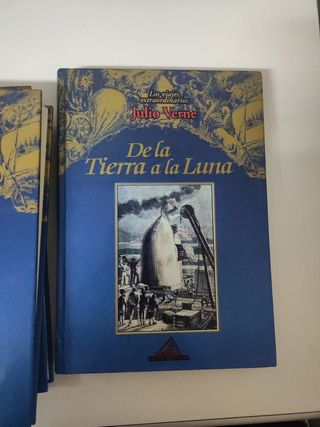 Los viajes
extraordinarios
Julio Verne
De la
Tierra a la Luna